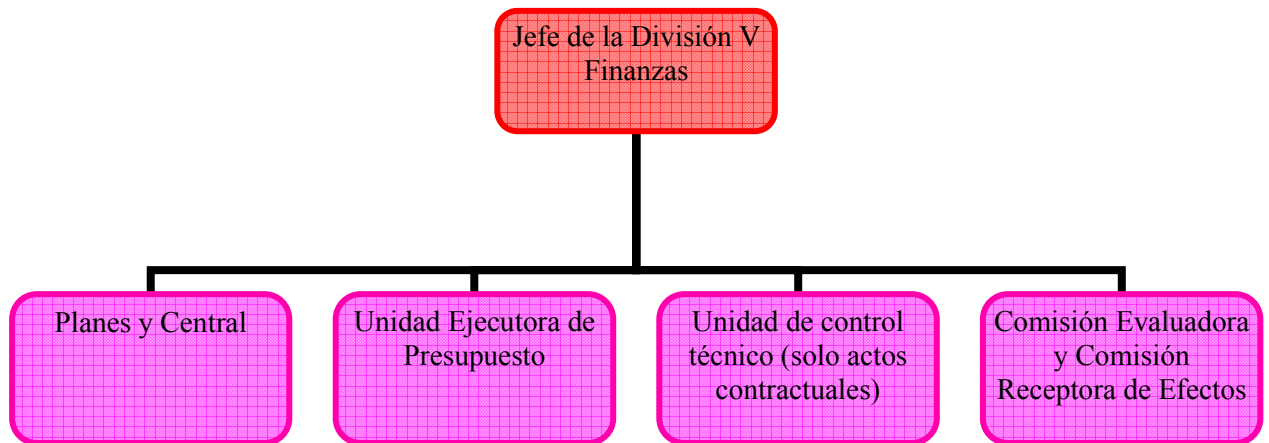 Jefe de la División V
Finanzas
Planes y Central
Unidad Ejecutora de
Presupuesto
Unidad de control
técnico (solo actos
contractuales)
Comisión Evaluadora
y Comisión
Receptora de Efectos